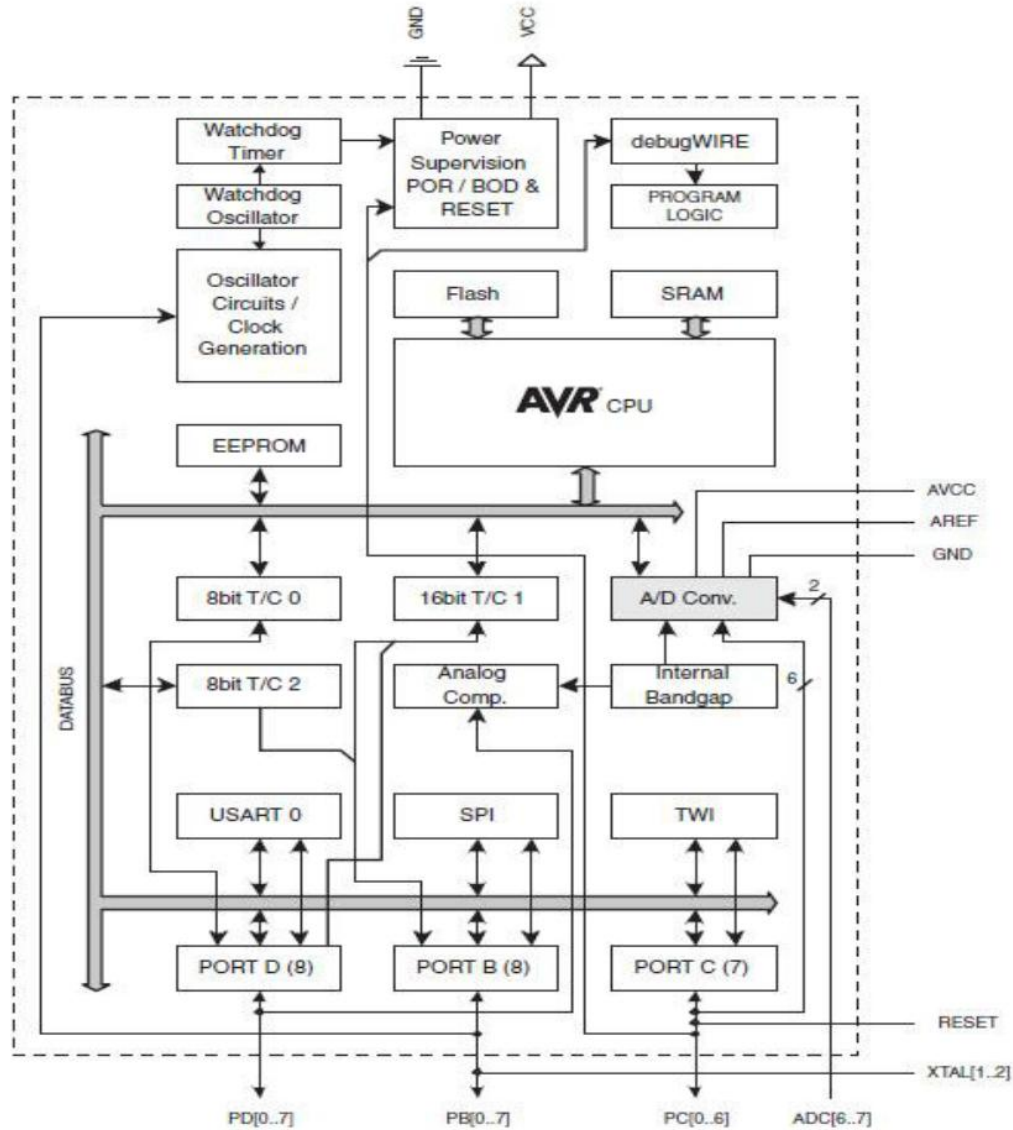 GND
VCC
Watchdog
Timer
Power
Supervision
POR / BOD &
RESET
debugWIRE
Watchdog
Oscillator
PROGRAM
LOGIC
Oscillator
Circuits /
Clock
Generation
Flash
SRAM
AVR CPU
EEPROM
AVCC
AREF
GND
8bit T/C 0
16bit T/C 1
A/D Conv.
2
DATABUS
8bit T/C 2
Analog
Comp.
Internal
Bandgap
6
USART 0
SPI
TWI
PORT D (8)
PORT B (8)
PORT C (7)
RESET
XTAL[1..2]
PD[0..7]
PB[0..7]
PC[0..6]
ADC[6..7]